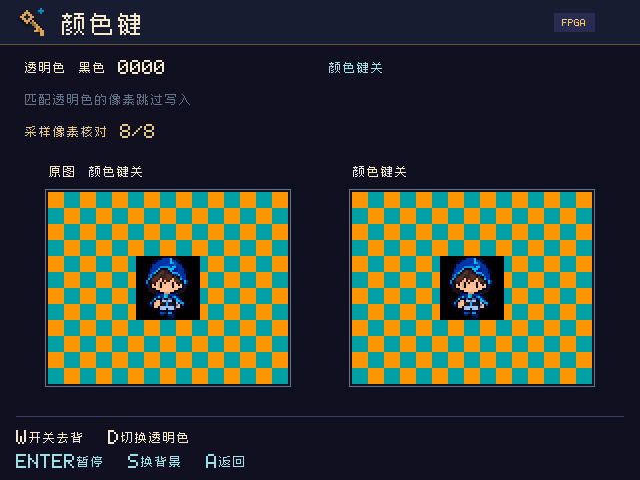 颜色键 FPGA
透明色 黑色 0000 颜色键关
匹配透明色的像素跳过写入
采样像素核对 8/8
原图 颜色键关 颜色键关
W开关去背 D切换透明色
ENTER暂停 S换背景 A返回